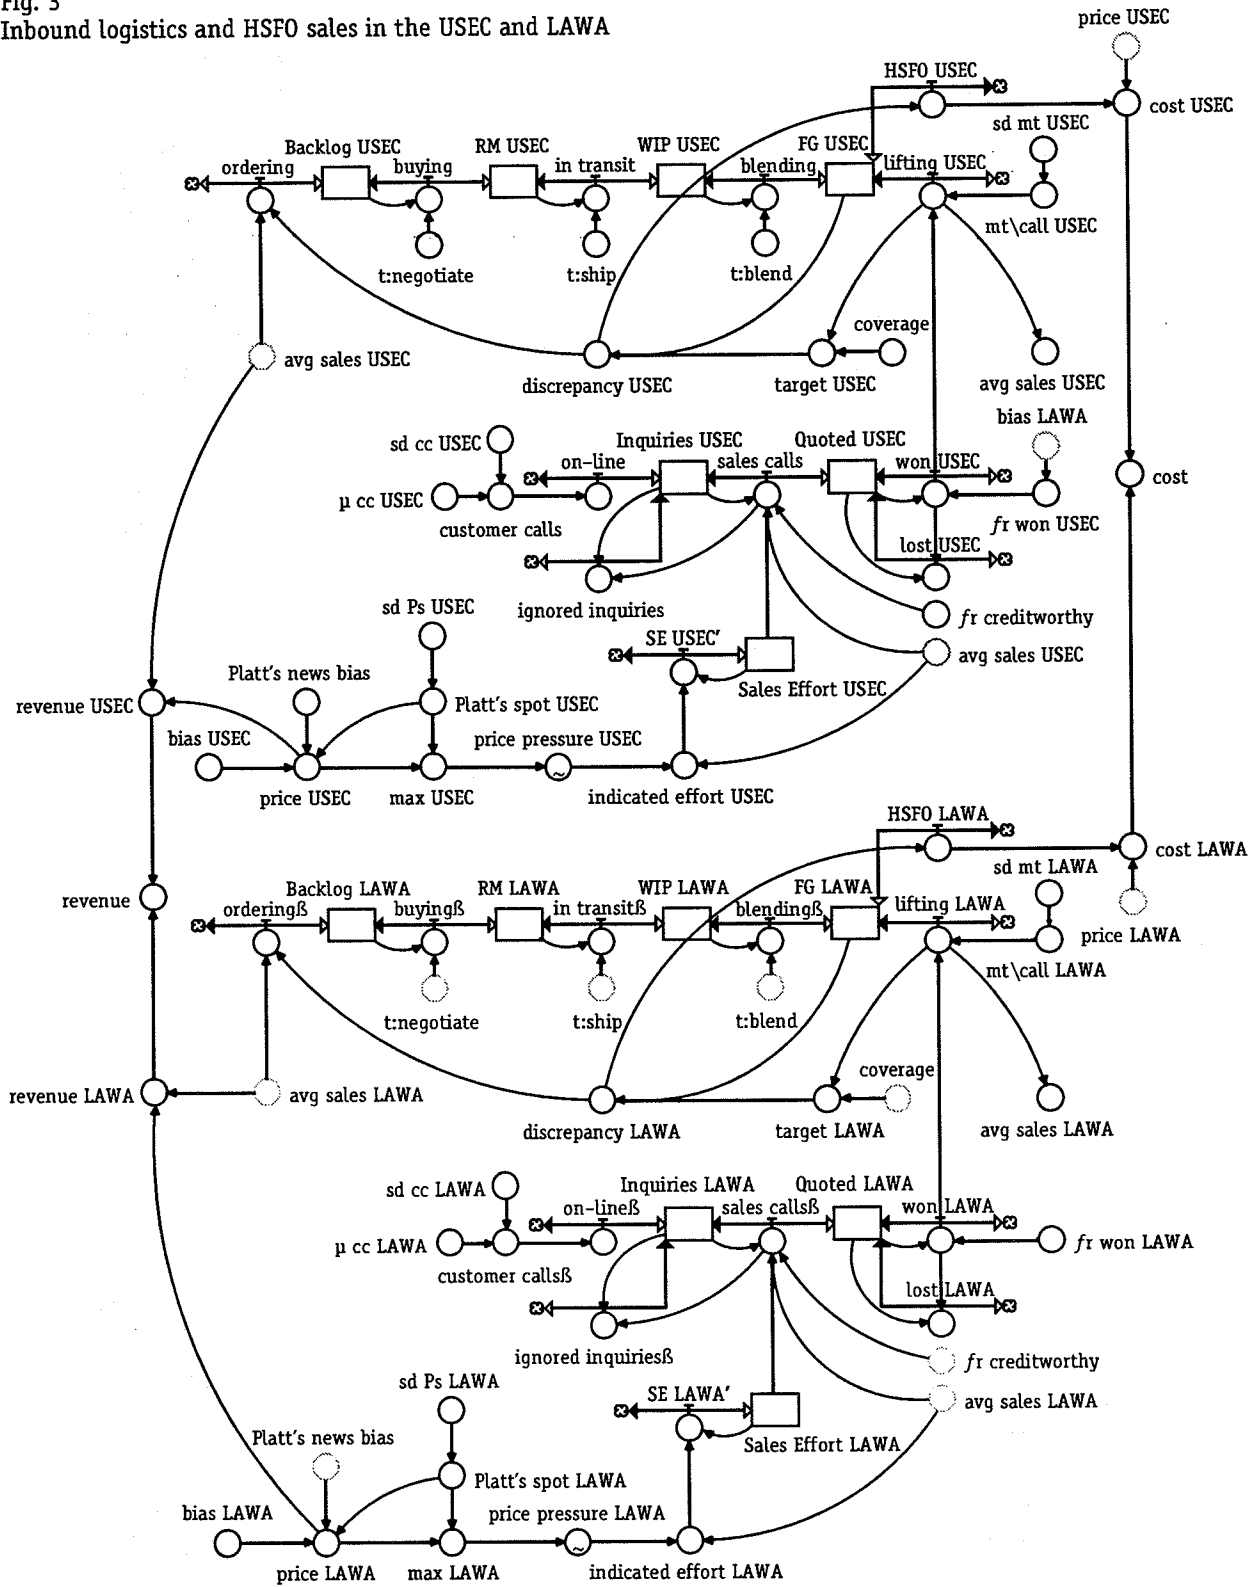 Fig. 3
Inbound logistics and HSFO sales in the USEC and LAWA
price USEC
HSFO USEC
cost USEC
sd mt USEC
Backlog USEC
RM USEC
WIP USEC
FG USEC
ordering
buying
in transit
blending
lifting USEC
mt\call USEC
t:negotiate
t:ship
t:blend
coverage
avg sales USEC
discrepancy USEC
target USEC
avg sales USEC
bias LAWA
sd cc USEC
Inquiries USEC
Quoted USEC
on-line
sales calls
won USEC
cost
µ cc USEC
customer calls
fr won USEC
lost USEC
ignored inquiries
sd Ps USEC
fr creditworthy
SE USEC'
avg sales USEC
Platt's news bias
Sales Effort USEC
revenue USEC
Platt's spot USEC
bias USEC
price pressure USEC
price USEC
max USEC
indicated effort USEC
HSFO LAWA
cost LAWA
sd mt LAWA
Backlog LAWA
RM LAWA
WIP LAWA
FG LAWA
revenue
orderingß
buyingß
in transitß
blendingß
lifting LAWA
price LAWA
mt\call LAWA
t:negotiate
t:ship
t:blend
coverage
revenue LAWA
avg sales LAWA
discrepancy LAWA
target LAWA
avg sales LAWA
sd cc LAWA
Inquiries LAWA
Quoted LAWA
on-lineß
sales callsß
won LAWA
µ cc LAWA
fr won LAWA
customer callsß
lost LAWA
ignored inquiriesß
fr creditworthy
sd Ps LAWA
SE LAWA'
avg sales LAWA
Platt's news bias
Sales Effort LAWA
Platt's spot LAWA
bias LAWA
price pressure LAWA
price LAWA
max LAWA
indicated effort LAWA